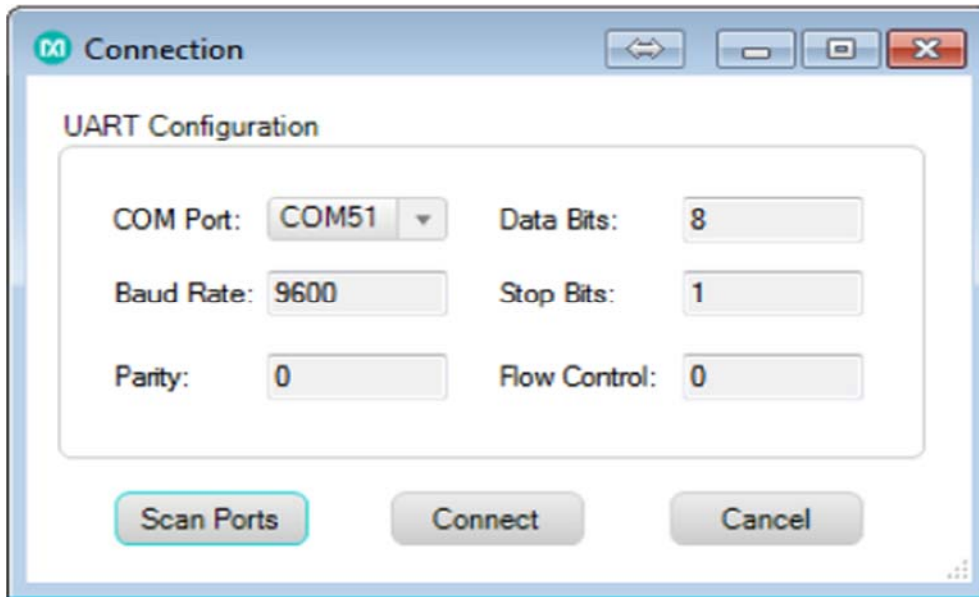 Connection
UART Configuration
COM Port: COM51 Data Bits: 8
Baud Rate: 9600 Stop Bits: 1
Parity: 0 Flow Control: 0
Scan Ports Connect Cancel